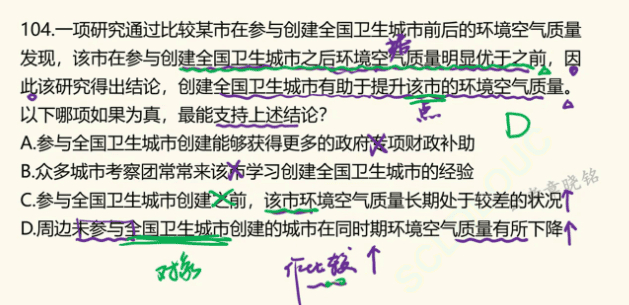 104.一项研究通过比较某市在参与创建全国卫生城市前后的环境空气质量
发现，该市在参与创建全国卫生城市之后环境空气质量明显优于之前，因
此该研究得出结论，创建全国卫生城市有助于提升该市的环境空气质量。
以下哪项如果为真，最能支持上述结论？
点
D
A.参与全国卫生城市创建能够获得更多的政府专项财政补助
B.众多城市考察团常常来该市学习创建全国卫生城市的经验
C.参与全国卫生城市创建之前，该市环境空气质量长期处于较差的状况
D.周边未参与全国卫生城市创建的城市在同时期环境空气质量有所下降
对象
作比较